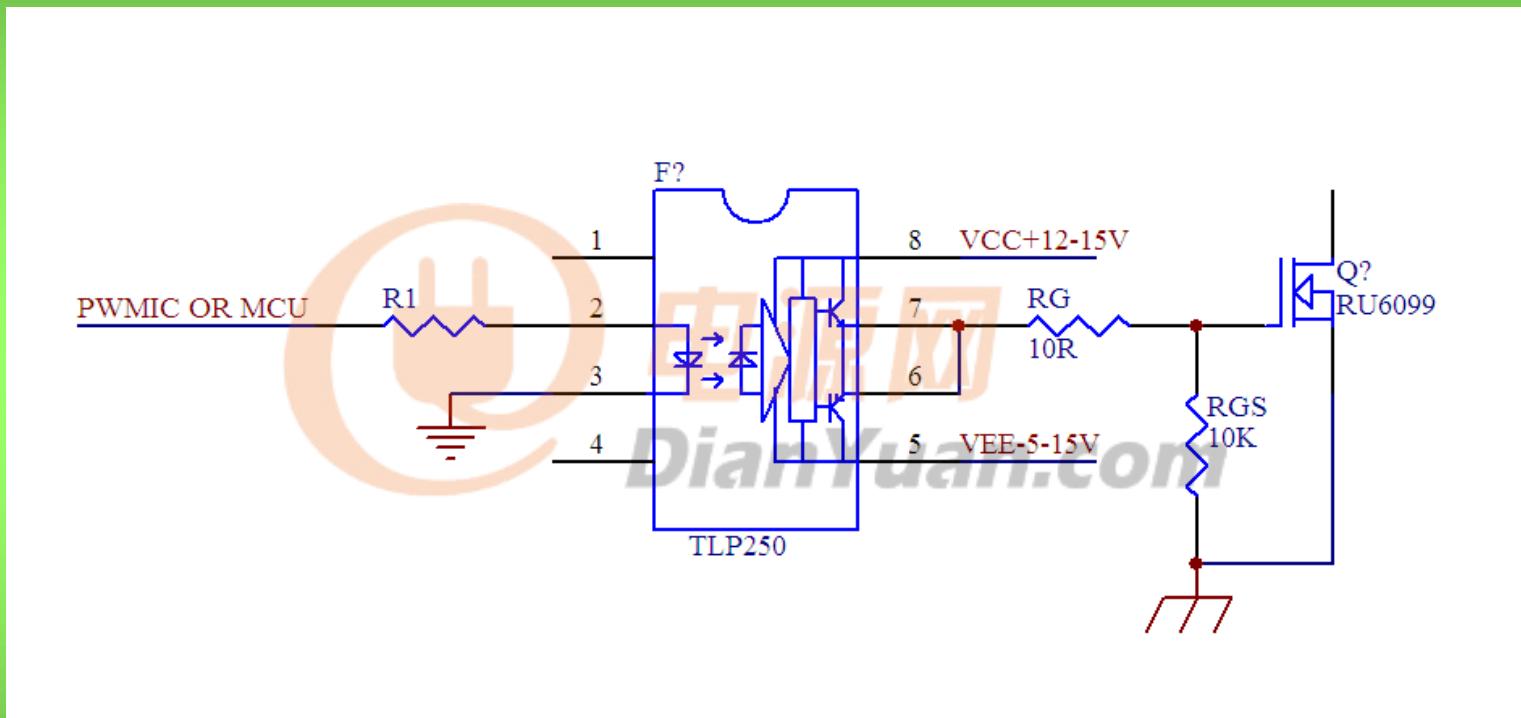 F?
1
8
VCC+12-15V
Q?
RU6099
PWMIC OR MCU
R1
2
7
RG
10R
电源网
3
6
RGS
10K
4
5
VEE-5-15V
DianYuan.com
TLP250